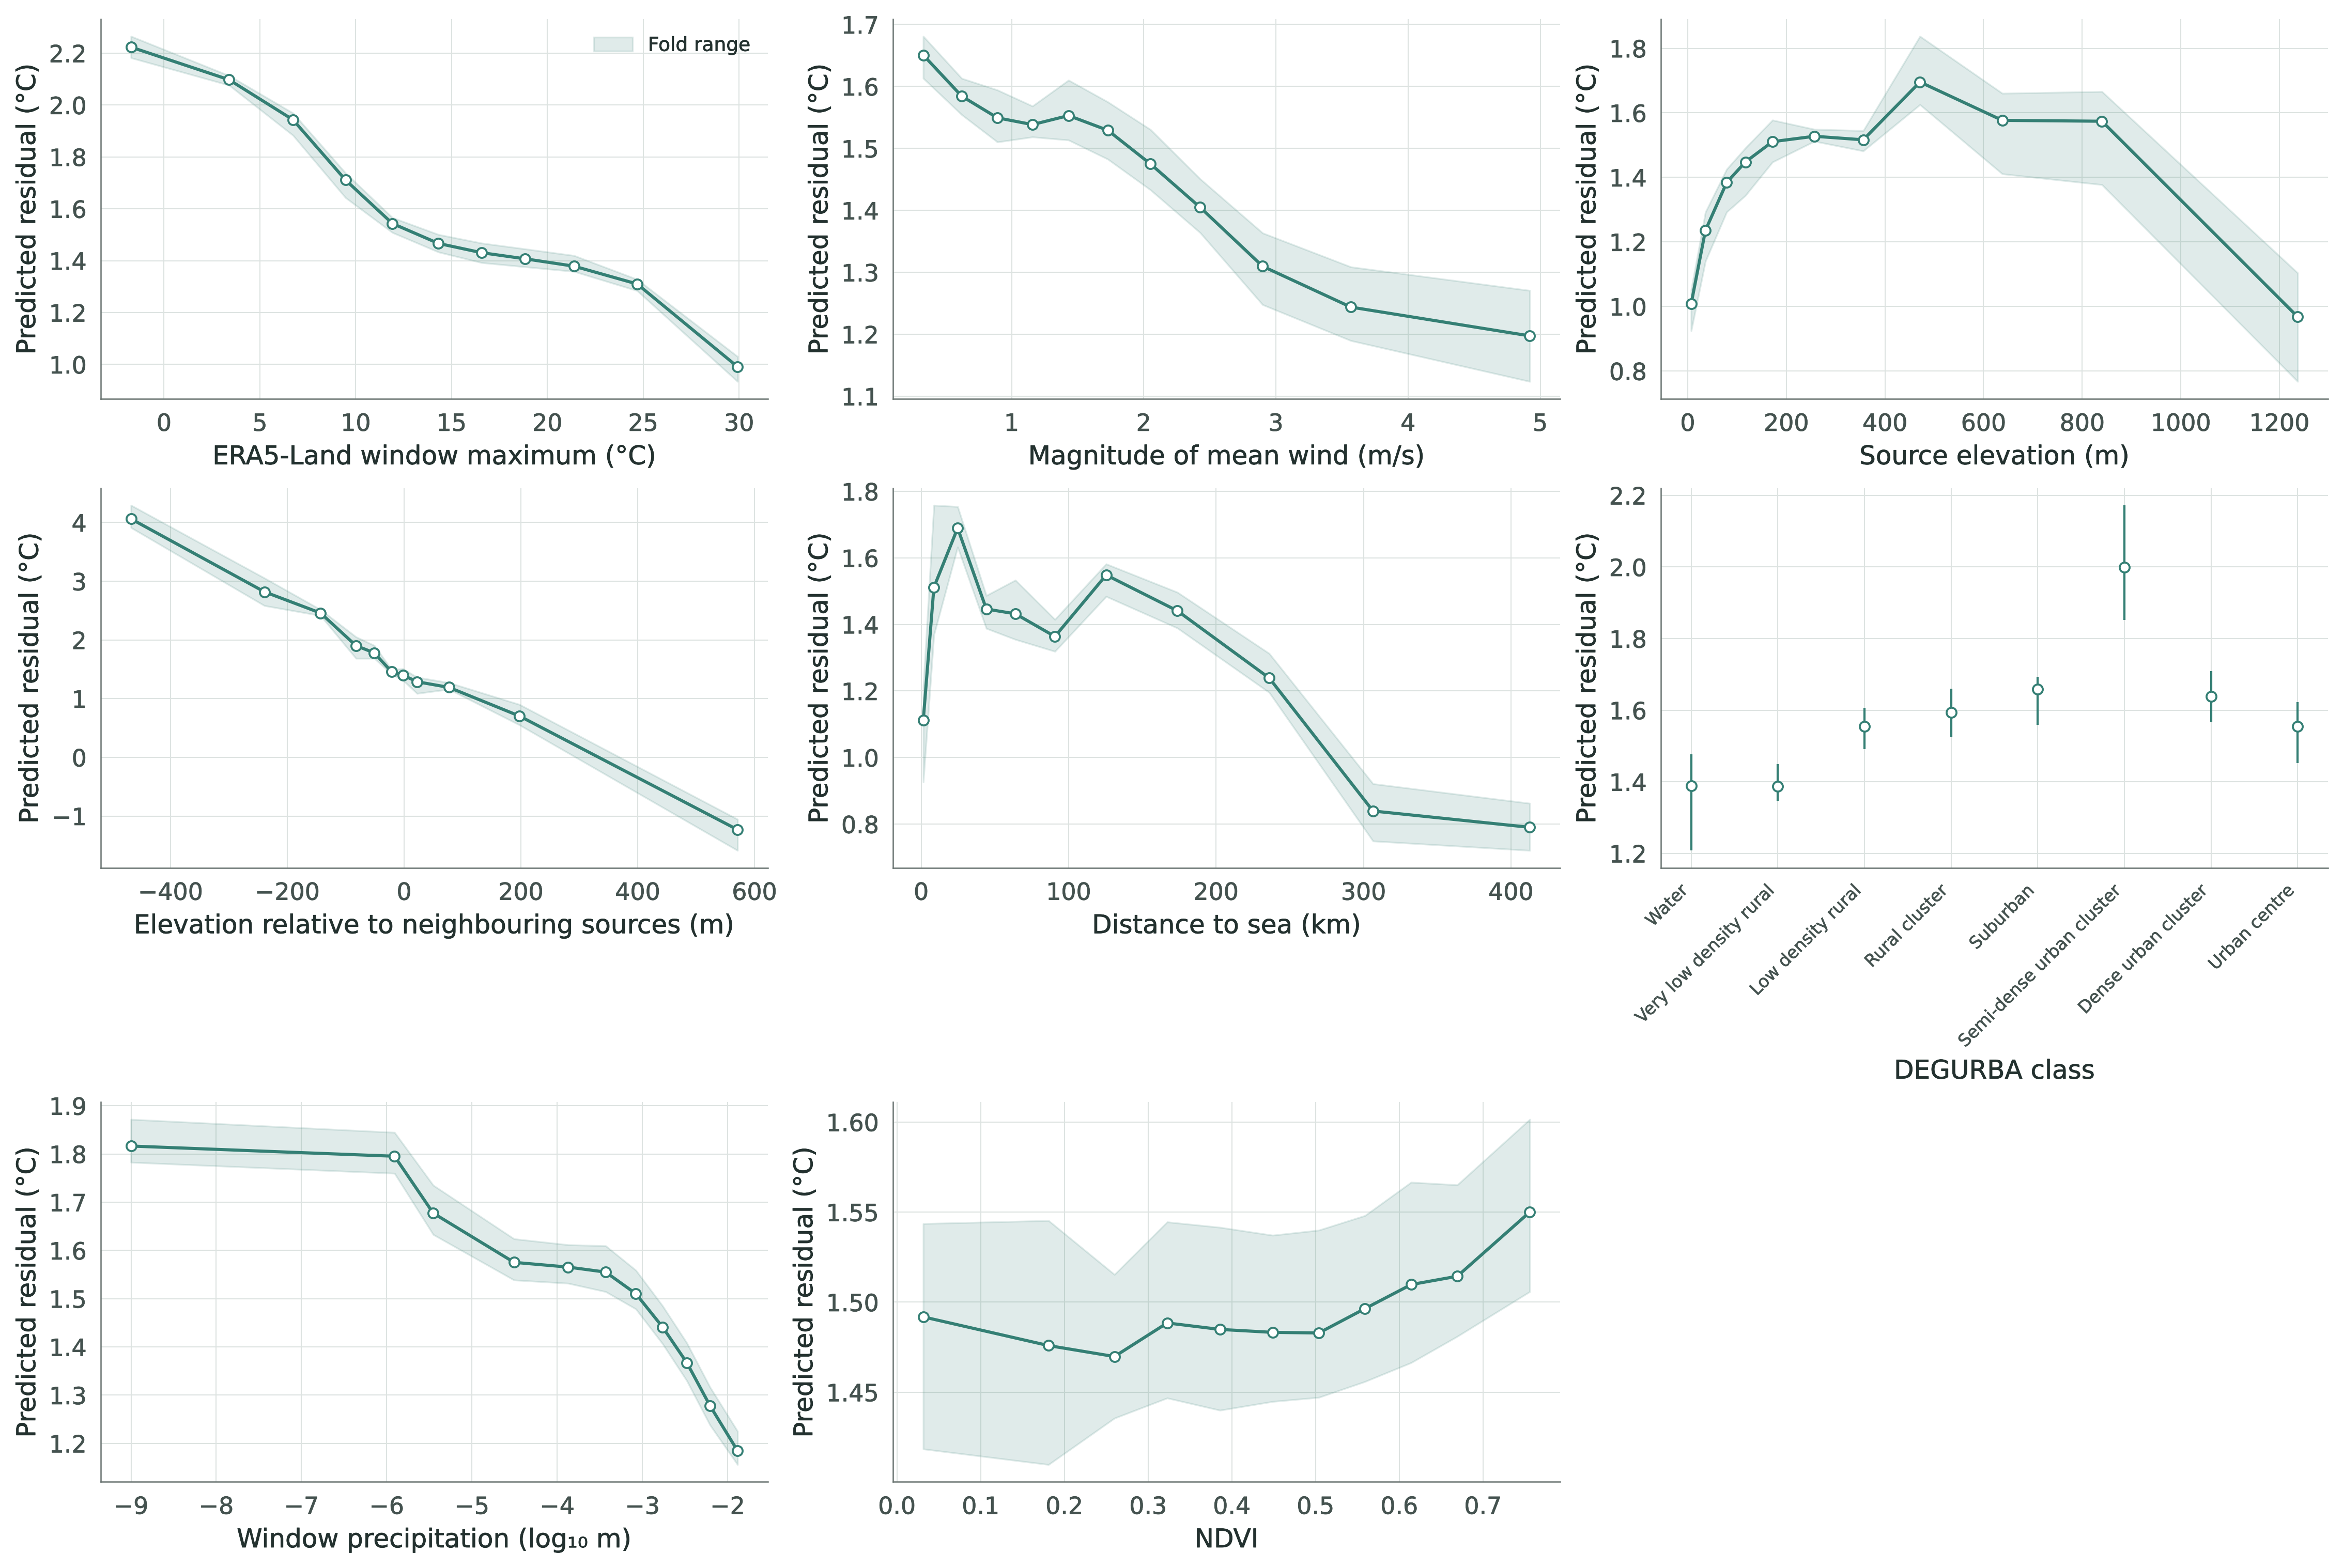 2.2
2.0
1.8
1.6
1.4
1.2
1.0
Predicted residual (°C)
Fold range
0 5 10 15 20 25 30
ERA5-Land window maximum (°C)
1.7
1.6
1.5
1.4
1.3
1.2
1.1
Predicted residual (°C)
1 2 3 4 5
Magnitude of mean wind (m/s)
1.8
1.6
1.4
1.2
1.0
0.8
Predicted residual (°C)
0 200 400 600 800 1000 1200
Source elevation (m)
4
3
2
1
0
−1
Predicted residual (°C)
−400 −200 0 200 400 600
Elevation relative to neighbouring sources (m)
1.8
1.6
1.4
1.2
1.0
0.8
Predicted residual (°C)
0 100 200 300 400
Distance to sea (km)
2.2
2.0
1.8
1.6
1.4
1.2
Predicted residual (°C)
Water
Very low density rural
Low density rural
Rural cluster
Suburban
Semi-dense urban cluster
Dense urban cluster
Urban centre
DEGURBA class
1.9
1.8
1.7
1.6
1.5
1.4
1.3
1.2
Predicted residual (°C)
−9 −8 −7 −6 −5 −4 −3 −2
Window precipitation (log₁₀ m)
1.60
1.55
1.50
1.45
Predicted residual (°C)
0.0 0.1 0.2 0.3 0.4 0.5 0.6 0.7
NDVI